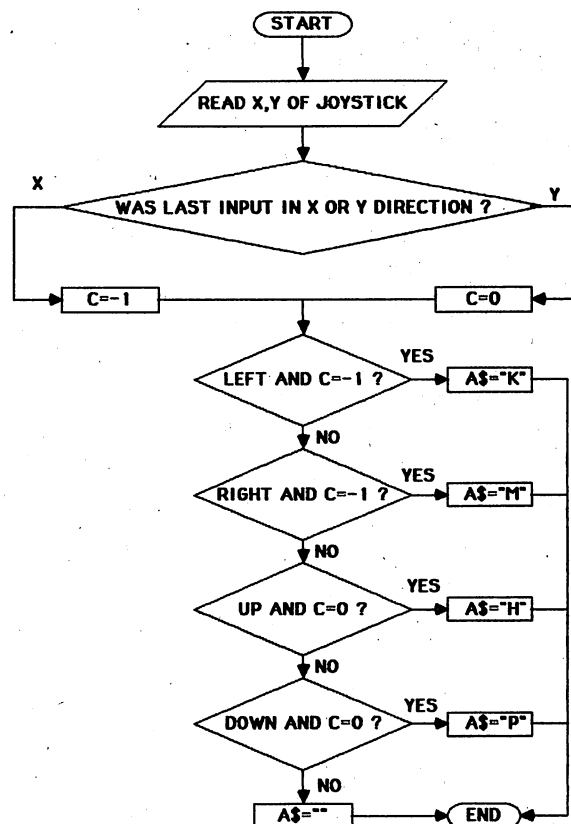 START
READ X,Y OF JOYSTICK
X
WAS LAST INPUT IN X OR Y DIRECTION ?
Y
C=-1
C=0
LEFT AND C=-1 ?
YES
A$="K"
NO
RIGHT AND C=-1 ?
YES
A$="M"
NO
UP AND C=0 ?
YES
A$="H"
NO
DOWN AND C=0 ?
YES
A$="P"
NO
A$=""
END